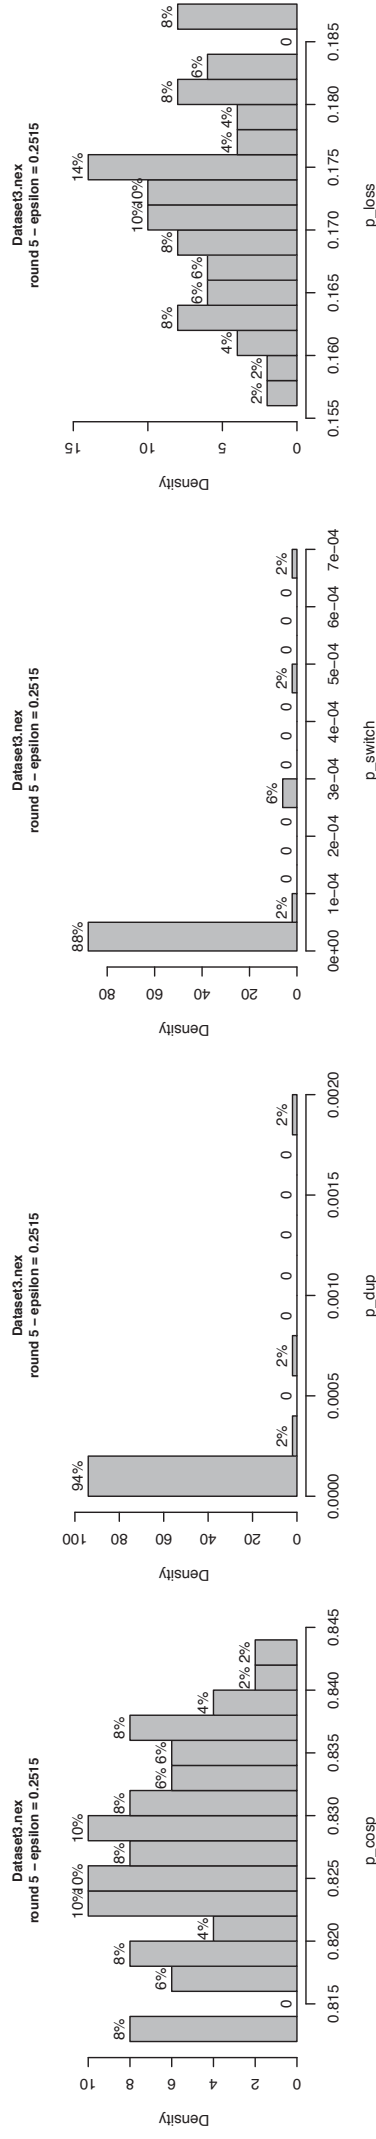 Dataset3.nex
round 5 − epsilon = 0.2515
Density
0 2 4 6 8 10
8% 0 6% 8% 4% 10% 10% 8% 10% 8% 6% 6% 8% 4% 2% 2%
0.815 0.820 0.825 0.830 0.835 0.840 0.845
p_cosp
Dataset3.nex
round 5 − epsilon = 0.2515
Density
0 20 40 60 80 100
94% 2% 0 2% 0 0 0 0 0 2%
0.0000 0.0005 0.0010 0.0015 0.0020
p_dup
Dataset3.nex
round 5 − epsilon = 0.2515
Density
0 20 40 60 80
88% 2% 0 0 0 6% 0 0 0 2% 0 0 0 2%
0e+00 1e−04 2e−04 3e−04 4e−04 5e−04 6e−04 7e−04
p_switch
Dataset3.nex
round 5 − epsilon = 0.2515
Density
0 5 10 15
2% 2% 4% 8% 6% 6% 8% 10% 10% 14% 4% 4% 8% 6% 0 8%
0.155 0.160 0.165 0.170 0.175 0.180 0.185
p_loss